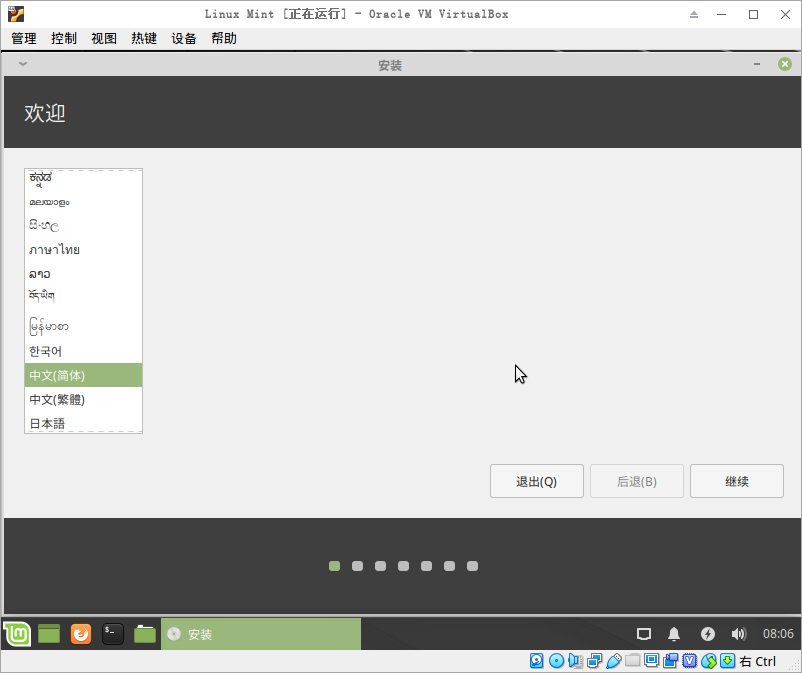 Linux Mint [正在运行] - Oracle VM VirtualBox
管理 控制 视图 热键 设备 帮助
安装
欢迎
ಕನ್ನಡ
മലയാളം
සිංහල
ภาษาไทย
ລາວ
བོད་ཡིག
မြန်မာစာ
한국어
中文(简体)
中文(繁體)
日本語
退出(Q) 后退(B) 继续
安装 08:06
右 Ctrl